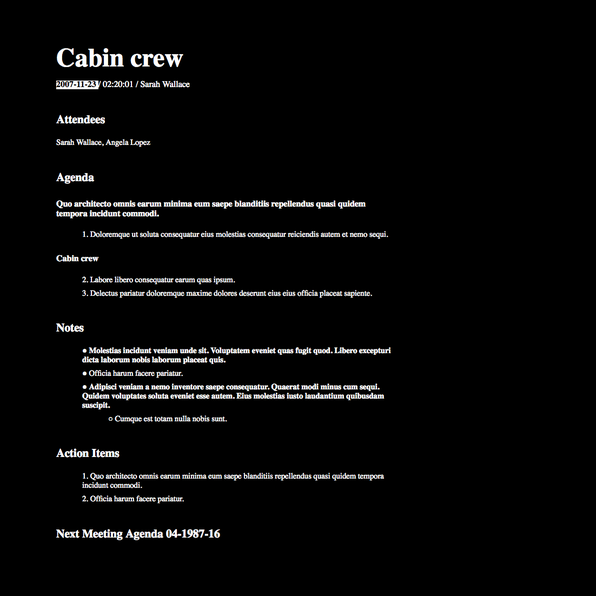 Cabin crew
2007-11-23 / 02:20:01 / Sarah Wallace
Attendees
Sarah Wallace, Angela Lopez
Agenda
Quo architecto omnis earum minima eum saepe blanditiis repellendus quasi quidem
tempora incidunt commodi.
1. Doloremque ut soluta consequatur eius molestias consequatur reiciendis autem et nemo sequi.
Cabin crew
2. Labore libero consequatur earum quas ipsum.
3. Delectus pariatur doloremque maxime dolores deserunt eius eius officia placeat sapiente.
Notes
● Molestias incidunt veniam unde sit. Voluptatem eveniet quas fugit quod. Libero excepturi
dicta laborum nobis laborum placeat quis.
● Officia harum facere pariatur.
● Adipisci veniam a nemo inventore saepe consequatur. Quaerat modi minus cum sequi.
Quidem voluptates soluta eveniet esse autem. Eius molestias iusto laudantium quibusdam
suscipit.
○ Cumque est totam nulla nobis sunt.
Action Items
1. Quo architecto omnis earum minima eum saepe blanditiis repellendus quasi quidem tempora
incidunt commodi.
2. Officia harum facere pariatur.
Next Meeting Agenda 04-1987-16